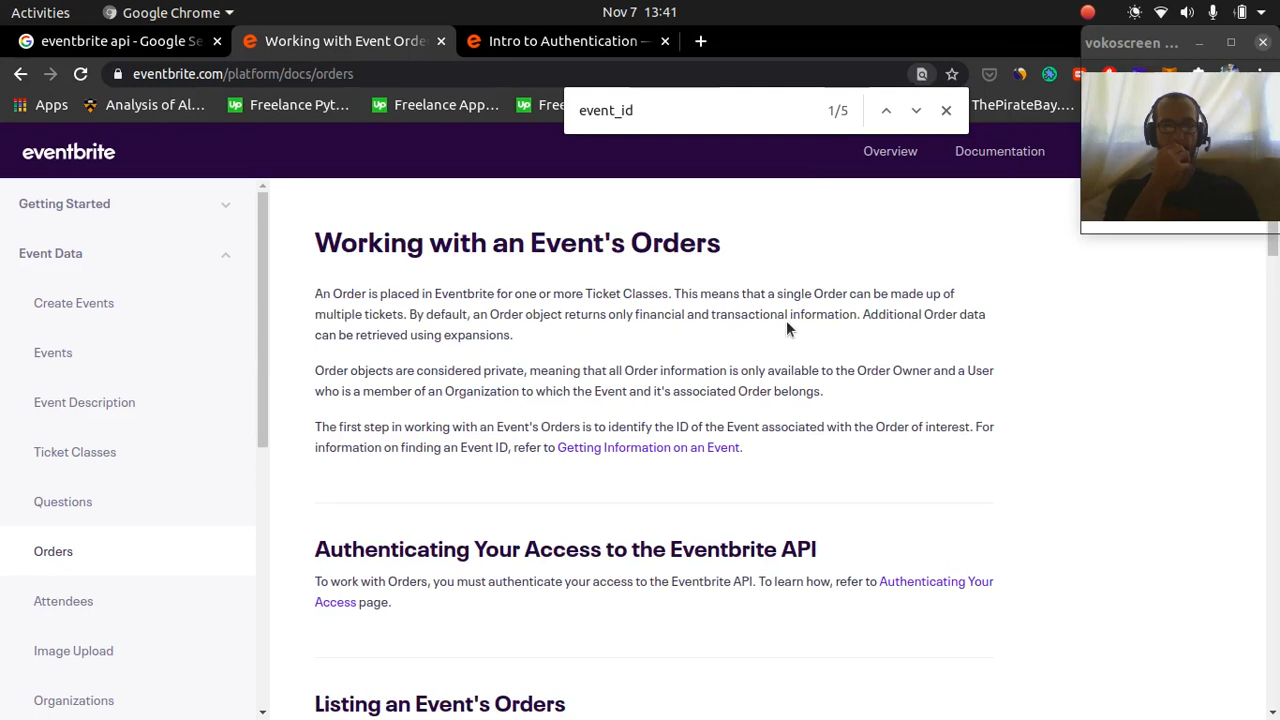 Activities
Google Chrome
Nov 7 13:41
eventbrite api - Google Se
Working with Event Orde
Intro to Authentication —
vokoscreen ...
eventbrite.com/platform/docs/orders
Apps
Analysis of Al...
Freelance Pyt...
Freelance App...
Fre
ThePirateBay....
event_id
1/5
eventbrite
Overview
Documentation
Getting Started
Event Data
Create Events
Events
Event Description
Ticket Classes
Questions
Orders
Attendees
Image Upload
Organizations
Working with an Event's Orders
An Order is placed in Eventbrite for one or more Ticket Classes. This means that a single Order can be made up of
multiple tickets. By default, an Order object returns only financial and transactional information. Additional Order data
can be retrieved using expansions.
Order objects are considered private, meaning that all Order information is only available to the Order Owner and a User
who is a member of an Organization to which the Event and it's associated Order belongs.
The first step in working with an Event's Orders is to identify the ID of the Event associated with the Order of interest. For
information on finding an Event ID, refer to Getting Information on an Event.
Authenticating Your Access to the Eventbrite API
To work with Orders, you must authenticate your access to the Eventbrite API. To learn how, refer to Authenticating Your
Access page.
Listing an Event's Orders